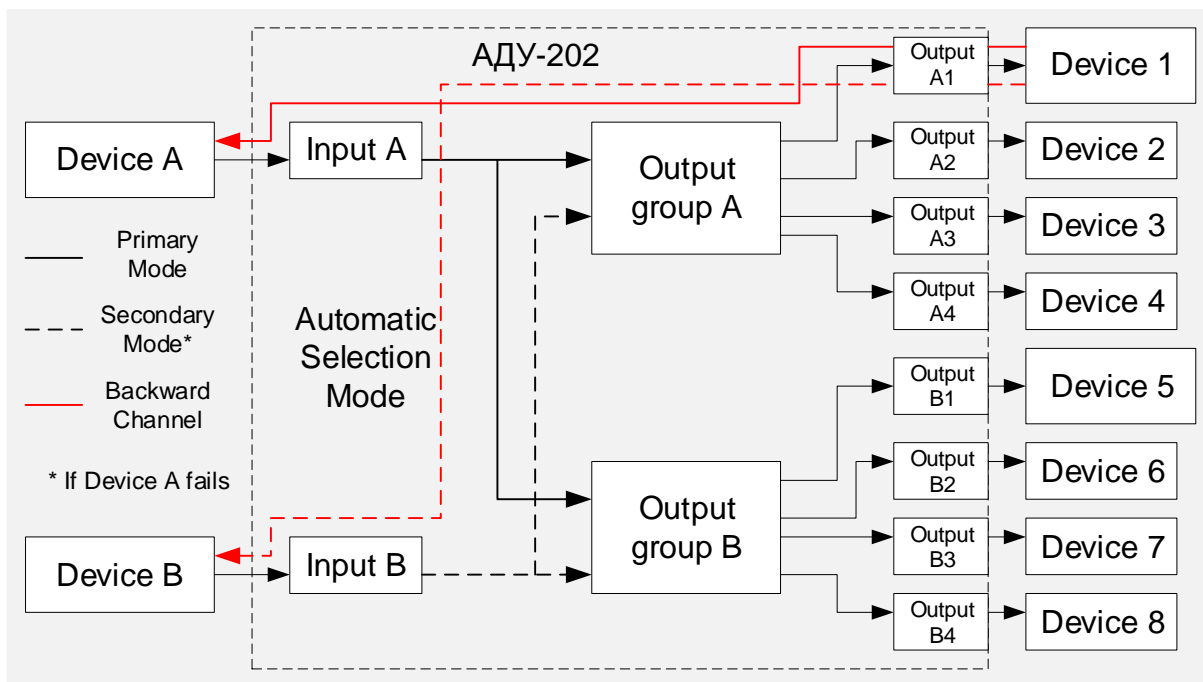 АДУ-202
Output
A1
Device 1
Device A
Input A
Output
group A
Output
A2
Device 2
Output
A3
Device 3
Output
A4
Device 4
Primary
Mode
Secondary
Mode*
Backward
Channel
* If Device A fails
Automatic
Selection
Mode
Output
B1
Device 5
Device B
Input B
Output
group B
Output
B2
Device 6
Output
B3
Device 7
Output
B4
Device 8